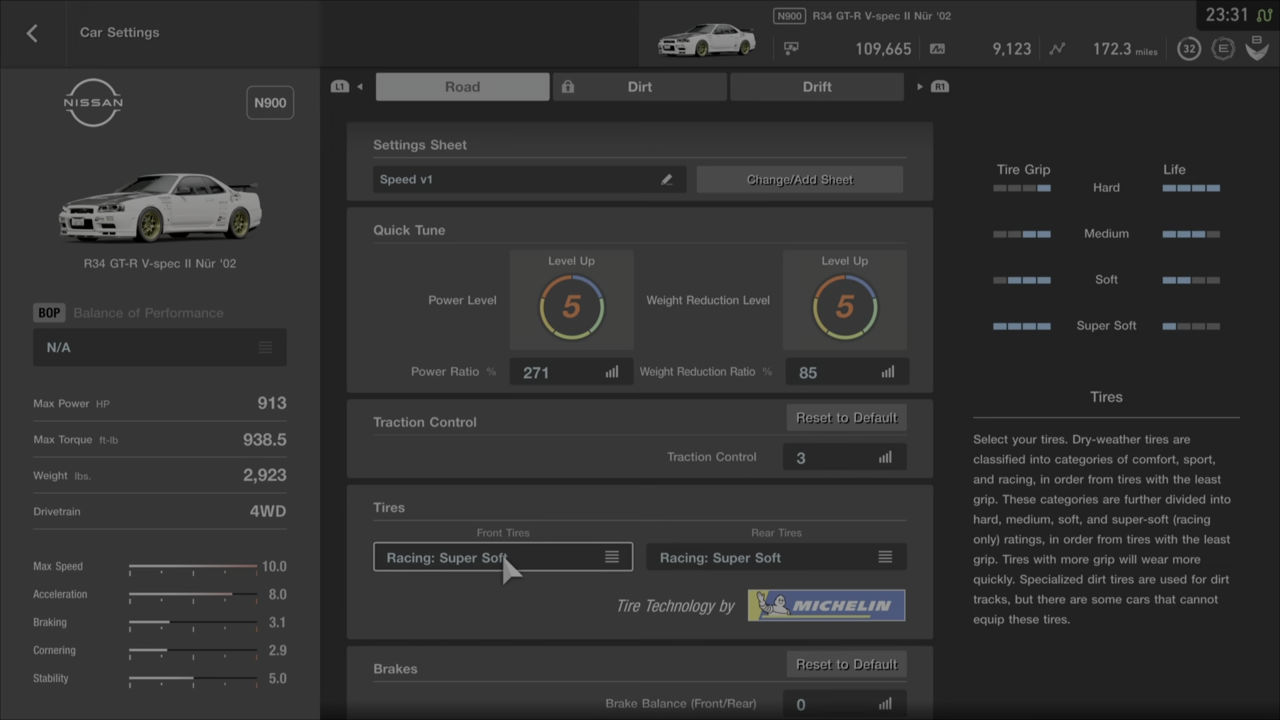 Car Settings
N900 R34 GT-R V-spec II Nür '02
23:31
109,665 9,123 172.3 miles 32 E B
NISSAN
N900
R34 GT-R V-spec II Nür '02
BOP Balance of Performance
N/A
Max Power HP 913
Max Torque ft-lb 938.5
Weight lbs. 2,923
Drivetrain 4WD
Max Speed 10.0
Acceleration 8.0
Braking 3.1
Cornering 2.9
Stability 5.0
L1 Road Dirt Drift R1
Settings Sheet
Speed v1 Change/Add Sheet
Quick Tune
Level Up Level Up
Power Level 5 Weight Reduction Level 5
Power Ratio % 271 Weight Reduction Ratio % 85
Traction Control Reset to Default
Traction Control 3
Tires
Front Tires Rear Tires
Racing: Super Soft Racing: Super Soft
Tire Technology by MICHELIN
Brakes Reset to Default
Brake Balance (Front/Rear) 0
Tire Grip Life
Hard
Medium
Soft
Super Soft
Tires
Select your tires. Dry-weather tires are
classified into categories of comfort, sport,
and racing, in order from tires with the least
grip. These categories are further divided into
hard, medium, soft, and super-soft (racing
only) ratings, in order from tires with the least
grip. Tires with more grip will wear more
quickly. Specialized dirt tires are used for dirt
tracks, but there are some cars that cannot
equip these tires.